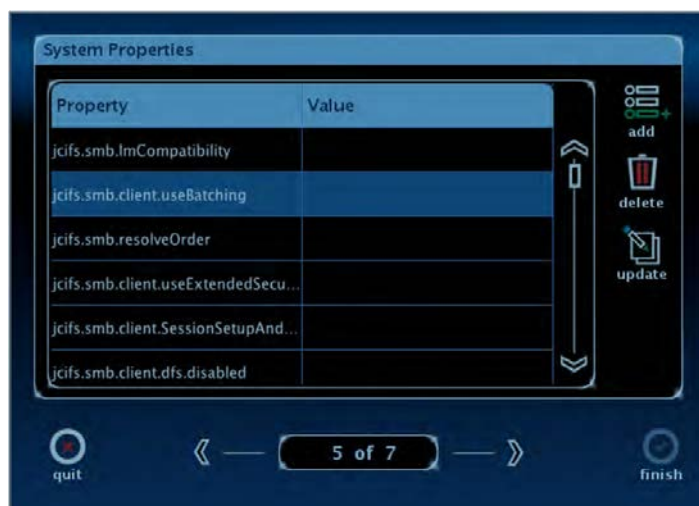 System Properties
Property Value
add
jcifs.smb.lmCompatibility
jcifs.smb.client.useBatching
delete
jcifs.smb.resolveOrder
update
jcifs.smb.client.useExtendedSecu...
jcifs.smb.client.SessionSetupAnd...
jcifs.smb.client.dfs.disabled
5 of 7
quit
finish